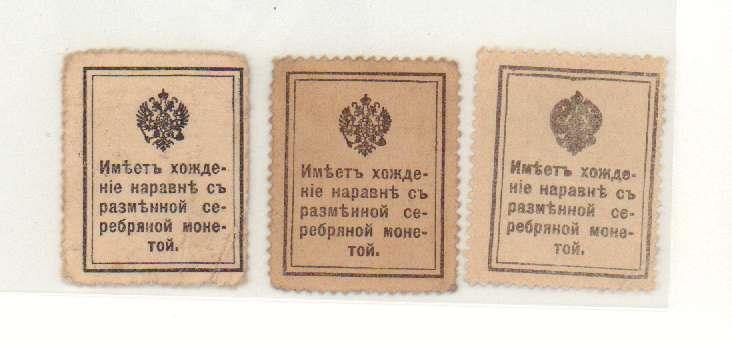 Имѣетъ хожде-
ніе наравнѣ съ
размѣнной се-
ребряной моне-
той.
Имѣетъ хожде-
ніе наравнѣ съ
размѣнной се-
ребряной моне-
той.
Имѣетъ хожде-
ніе наравнѣ съ
размѣнной се-
ребряной моне-
той.